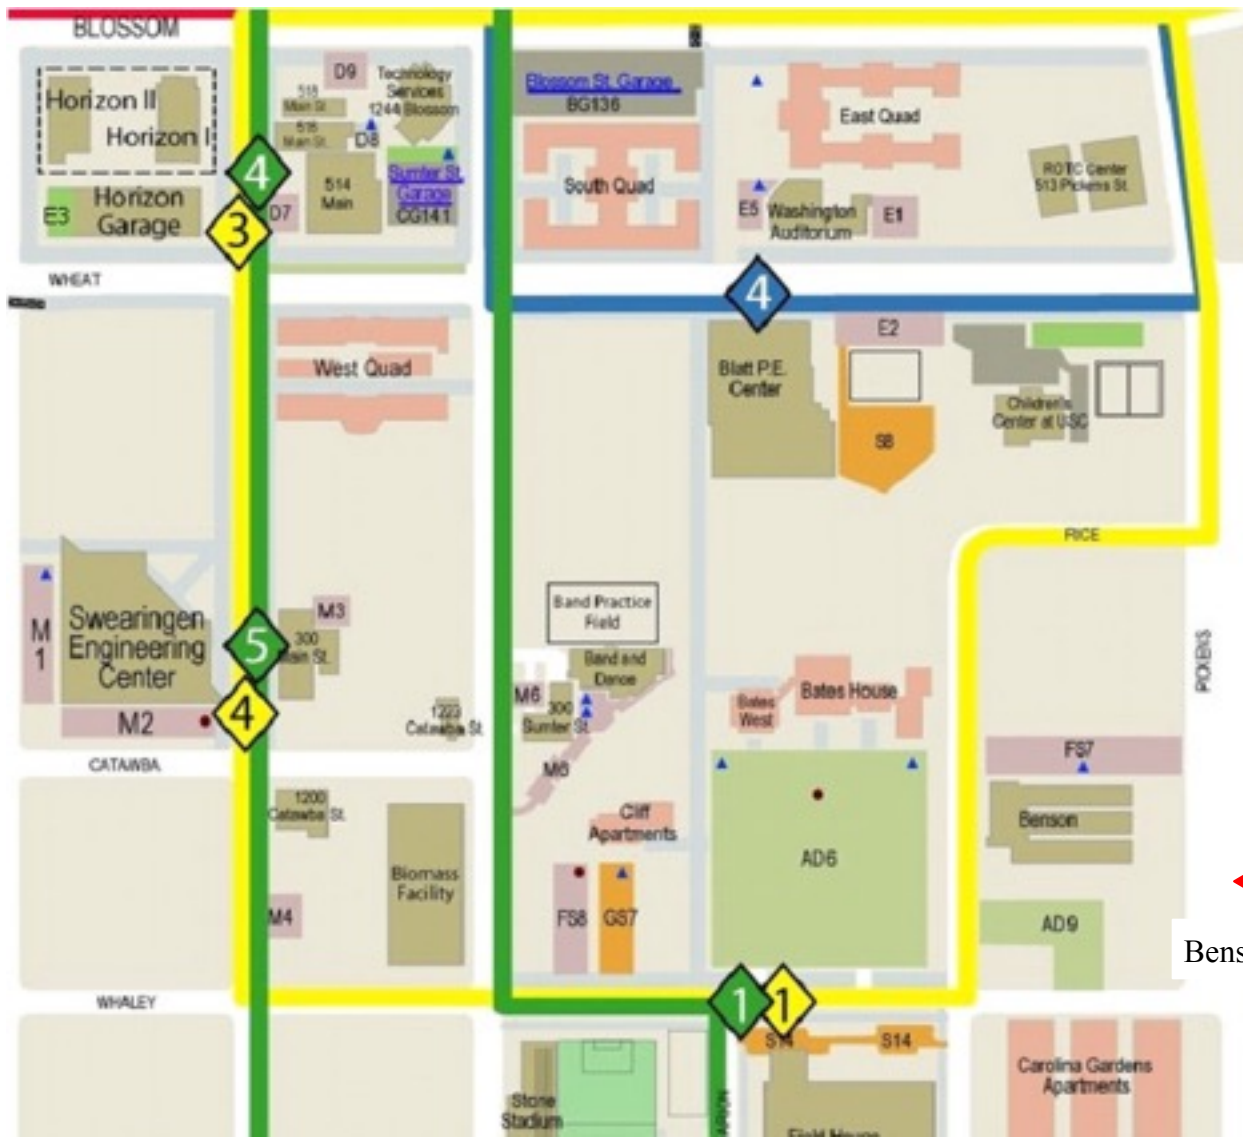 BLOSSOM
Horizon II
Horizon I
D9
518
Main St.
516
Main St.
D8
Technology
Services
1244 Blossom
Blossom St. Garage
BG136
East Quad
ROTC Center
513 Pickens St.
4
E3
Horizon
Garage
3
D7
514
Main
Sumter St.
Garage
CG141
South Quad
E5
Washington
Auditorium
E1
WHEAT
4
E2
West Quad
Blatt P.E.
Center
S8
Children's
Center at USC
RICE
M
1
Swearingen
Engineering
Center
M2
5
4
M3
300
Main St.
1223
Catawba St.
Band Practice
Field
Band and
Dance
M6
300
Sumter St.
M6
Bates
West
Bates House
PICKENS
CATAWBA
1200
Catawba St.
M4
Biomass
Facility
Cliff
Apartments
FS8
GS7
AD6
FS7
Benson
AD9
Bens
WHALEY
1
1
Stone
Stadium
S14
S14
Field House
Carolina Gardens
Apartments